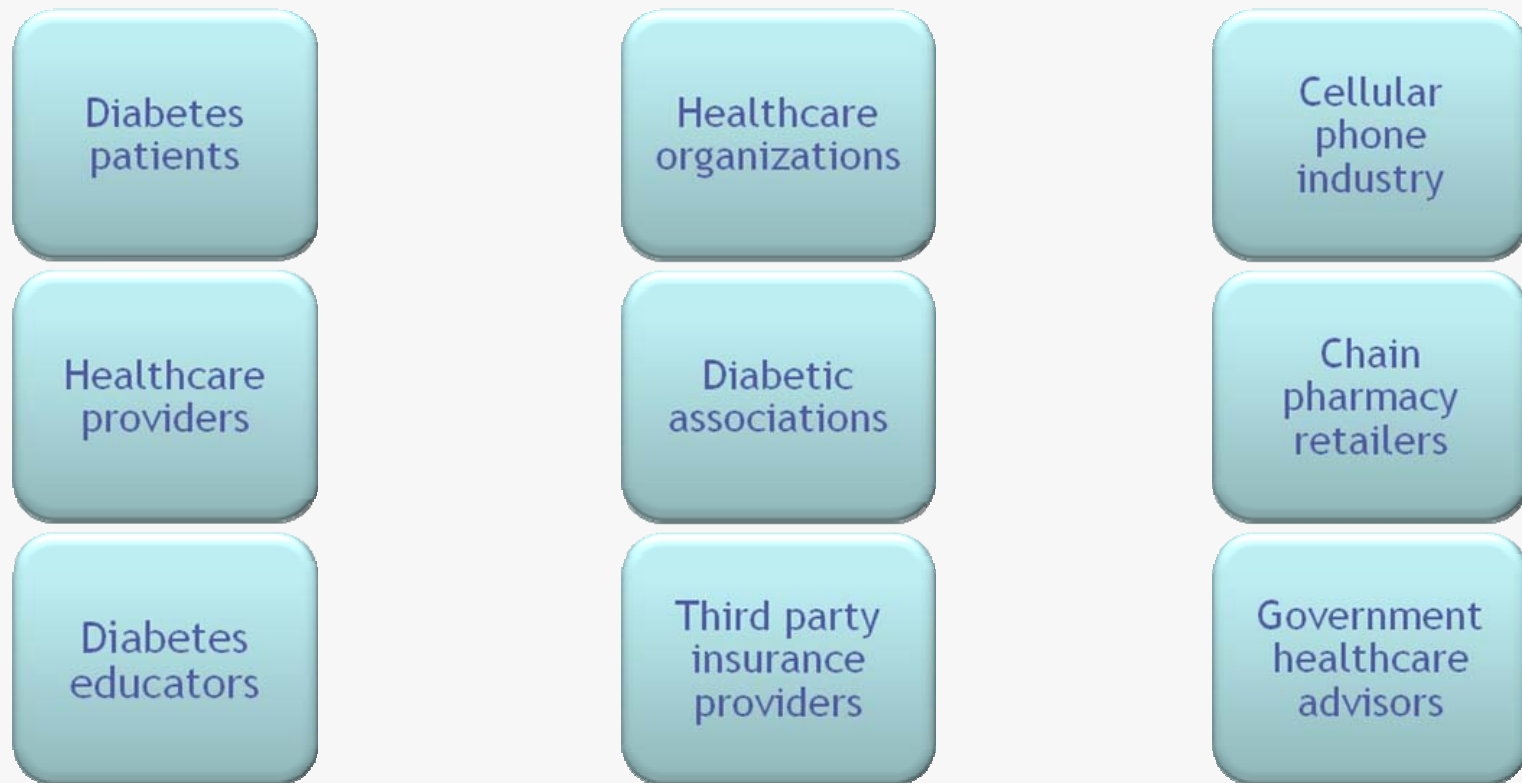 Diabetes
patients
Healthcare
organizations
Cellular
phone
industry
Healthcare
providers
Diabetic
associations
Chain
pharmacy
retailers
Diabetes
educators
Third party
insurance
providers
Government
healthcare
advisors